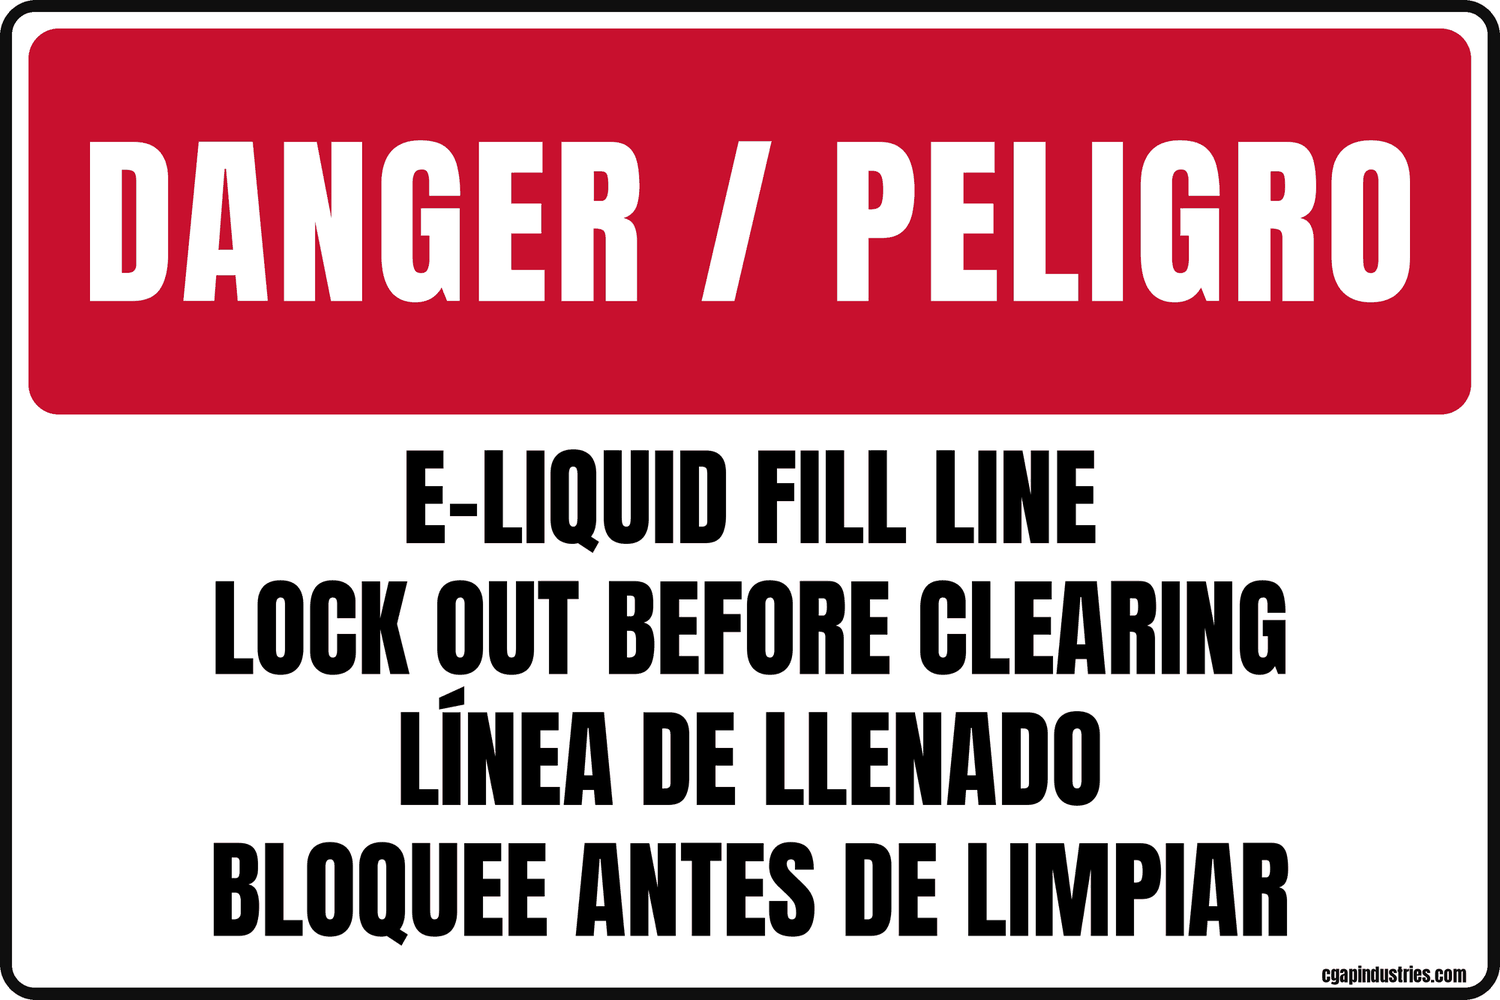 DANGER / PELIGRO
E-LIQUID FILL LINE
LOCK OUT BEFORE CLEARING
LÍNEA DE LLENADO
BLOQUEE ANTES DE LIMPIAR
cgapindustries.com